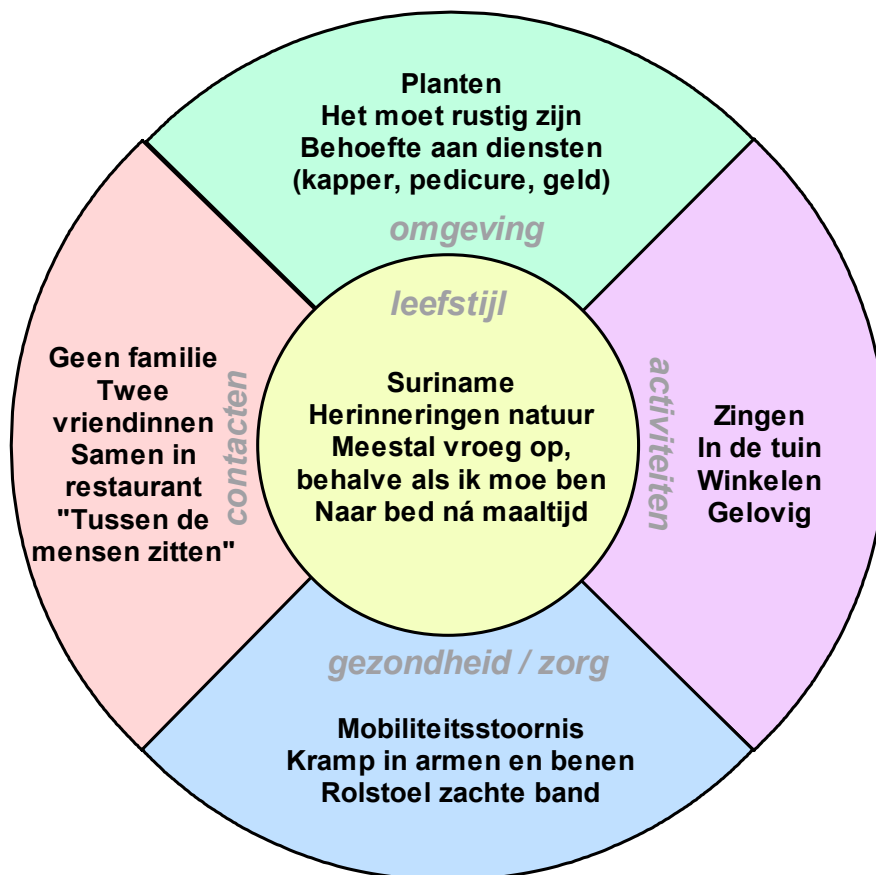 Planten
Het moet rustig zijn
Behoefte aan diensten
(kapper, pedicure, geld)
omgeving
leefstijl
Suriname
Herinneringen natuur
Meestal vroeg op,
behalve als ik moe ben
Naar bed ná maaltijd
Geen familie
Twee
vriendinnen
Samen in
restaurant
"Tussen de
mensen zitten"
contacten
activiteiten
Zingen
In de tuin
Winkelen
Gelovig
gezondheid / zorg
Mobiliteitsstoornis
Kramp in armen en benen
Rolstoel zachte band